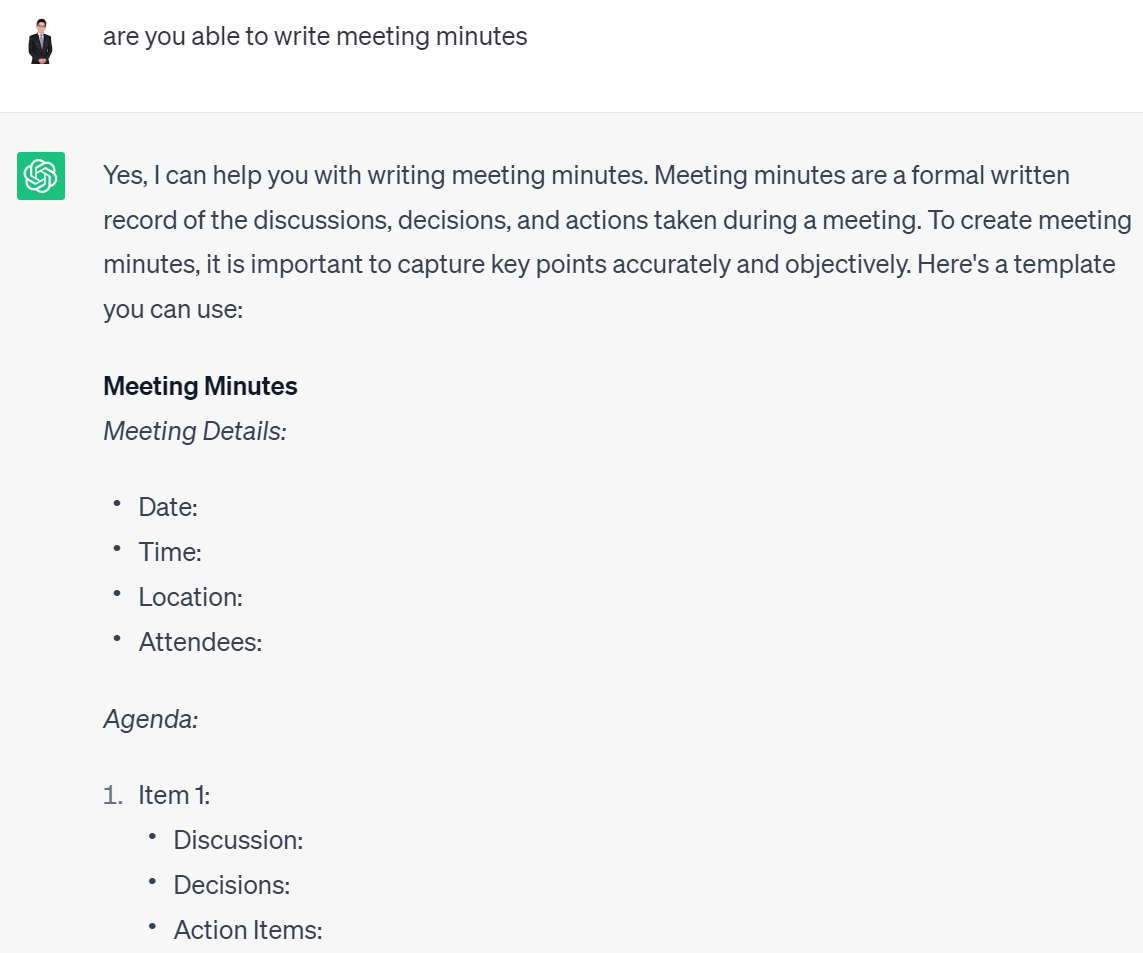 are you able to write meeting minutes
Yes, I can help you with writing meeting minutes. Meeting minutes are a formal written
record of the discussions, decisions, and actions taken during a meeting. To create meeting
minutes, it is important to capture key points accurately and objectively. Here's a template
you can use:
Meeting Minutes
Meeting Details:
• Date:
• Time:
• Location:
• Attendees:
Agenda:
1. Item 1:
• Discussion:
• Decisions:
• Action Items: